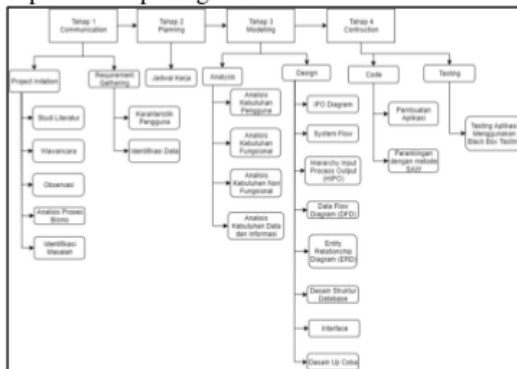 Tahap 1
Communication
Tahap 2
Planning
Tahap 3
Modelling
Tahap 4
Contruction
Project Initation
Requirement
Gathering
Jadwal Kerja
Analysis
Design
Code
Testing
Studi Literatur
Wawancara
Observasi
Analisis Proses
Bisnis
Identifikasi
Masalah
Karakteristik
Pengguna
Identifikasi Data
Analisis
Kebutuhan
Pengguna
Analisis
Kebutuhan
Fungsional
Analisis
Kebutuhan Non
Fungsional
Analisis
Kebutuhan Data
dan Informasi
IPO Diagram
System Flow
Hierarchy Input
Process Output
(HIPO)
Data Flow
Diagram (DFD)
Entity
Relationship
Diagram (ERD)
Desain Struktur
Database
Interface
Desain Uji Coba
Pembuatan
Aplikasi
Perankingan
dengan metode
SAW
Testing Aplikasi
Menggunakan
Black Box Testing